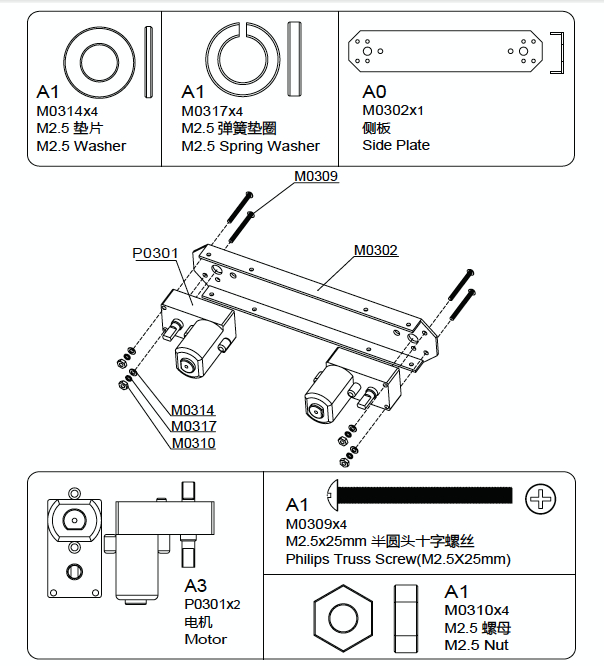 A1
M0314x4
M2.5 垫片
M2.5 Washer
A1
M0317x4
M2.5 弹簧垫圈
M2.5 Spring Washer
A0
M0302x1
侧板
Side Plate
M0309
P0301
M0302
M0314
M0317
M0310
A3
P0301x2
电机
Motor
A1
M0309x4
M2.5x25mm 半圆头十字螺丝
Philips Truss Screw(M2.5X25mm)
A1
M0310x4
M2.5 螺母
M2.5 Nut